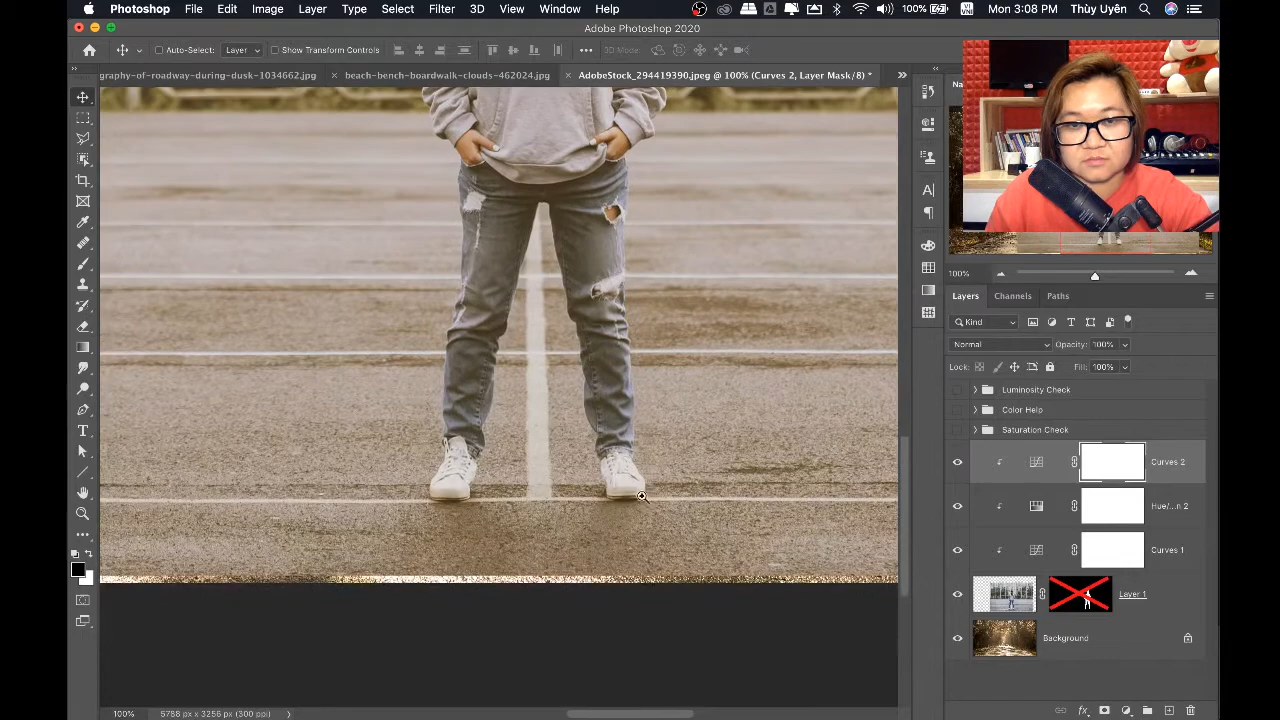 Photoshop File Edit Image Layer Type Select Filter 3D View Window Help 100% Mon 3:08 PM Thùy Uyên
Adobe Photoshop 2020
Auto-Select: Layer Show Transform Controls 3D Mode:
graphy-of-roadway-during-dusk-1034662.jpg beach-bench-boardwalk-clouds-462024.jpg AdobeStock_294419390.jpeg @ 100% (Curves 2, Layer Mask/8) *
100%
Layers Channels Paths
Kind
Normal Opacity: 100%
Lock: Fill: 100%
Luminosity Check
Color Help
Saturation Check
Curves 2
Hue/...n 2
Curves 1
Layer 1
Background
100% 5788 px x 3256 px (300 ppi)